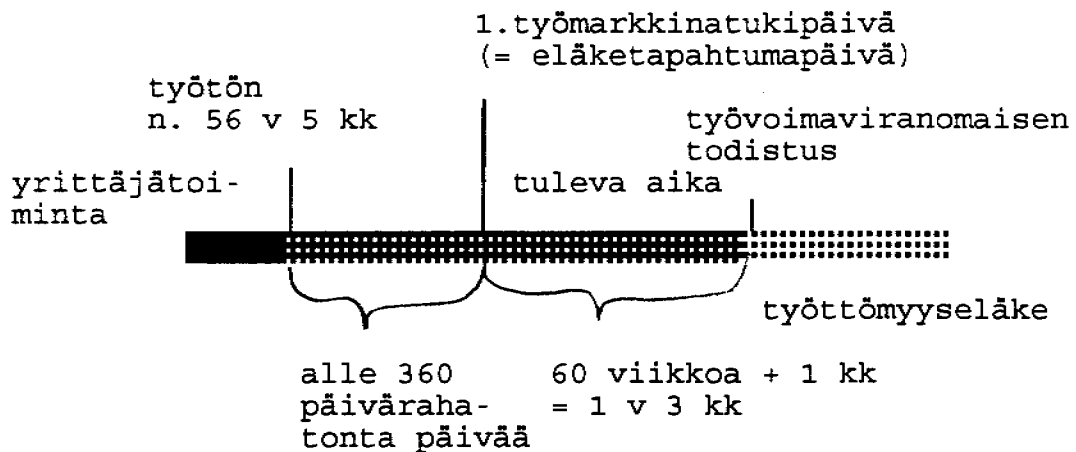 1.työmarkkinatukipäivä
(= eläketapahtumapäivä)
työtön
n. 56 v 5 kk
työvoimaviranomaisen
todistus
yrittäjätoi-
minta
tuleva aika
työttömyyseläke
alle 360
päiväraha-
tonta päivää
60 viikkoa + 1 kk
= 1 v 3 kk